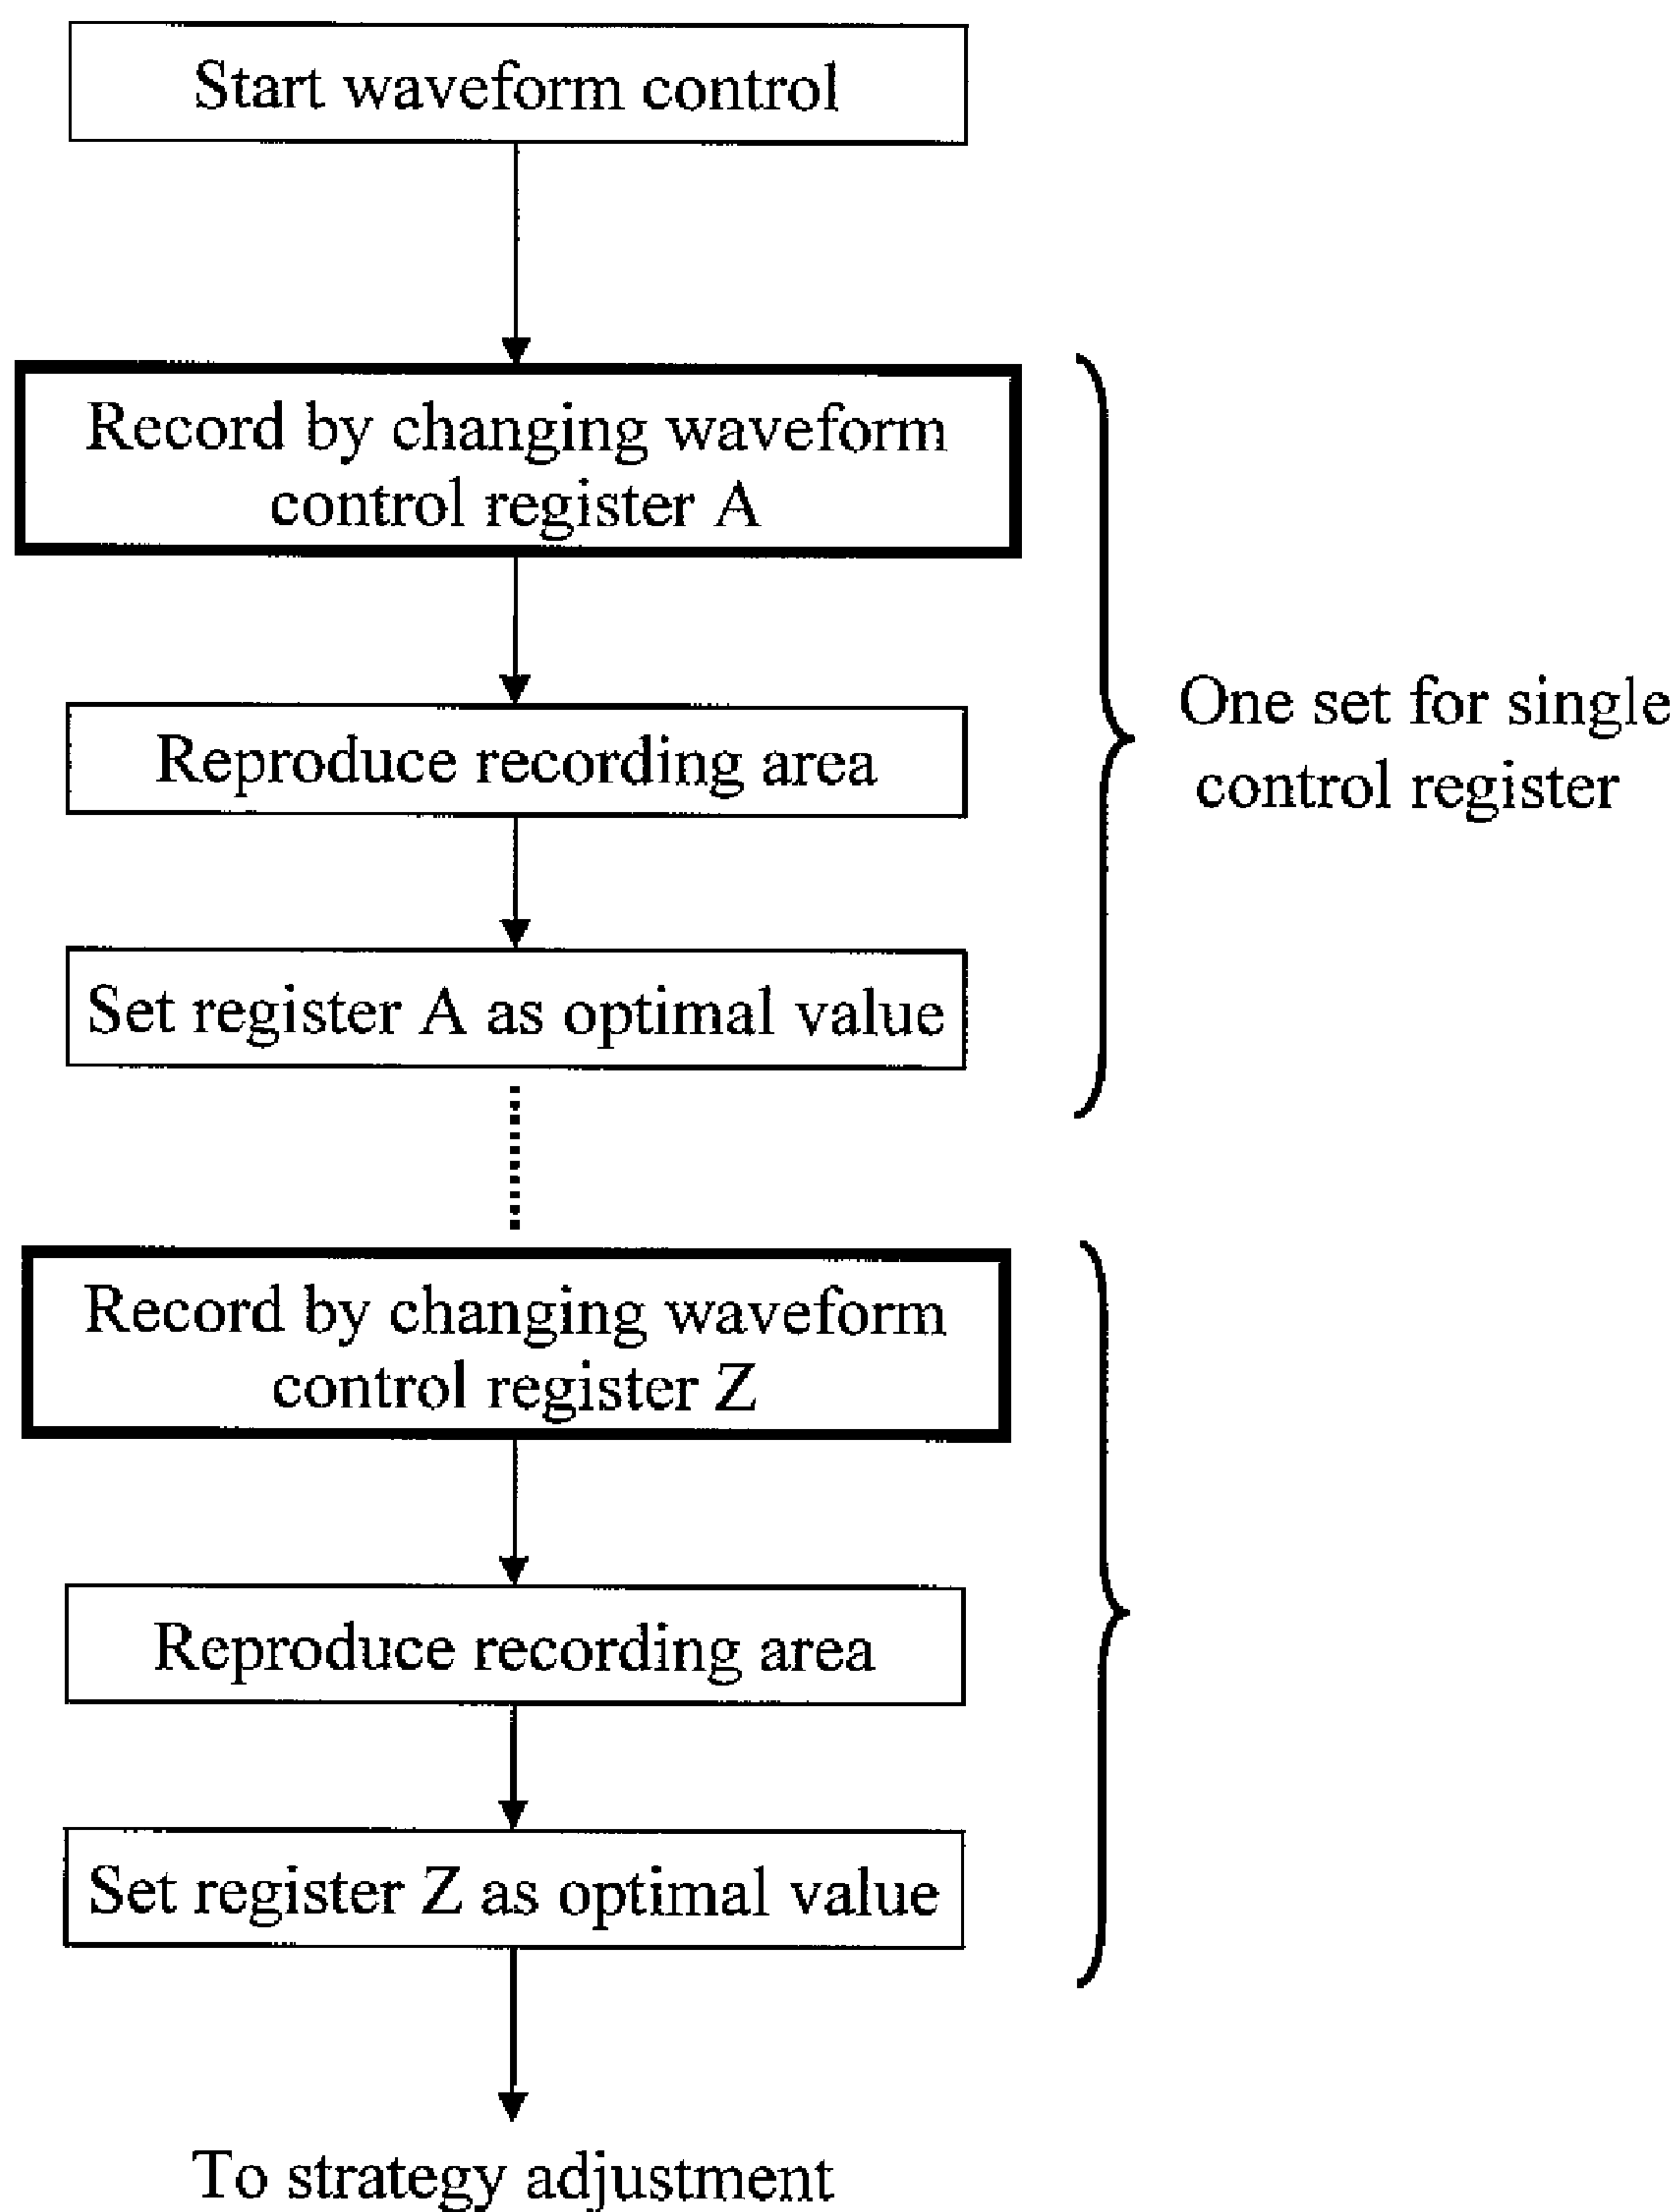 Start waveform control
Record by changing waveform
control register A
Reproduce recording area
One set for single
control register
Set register A as optimal value
Record by changing waveform
control register Z
Reproduce recording area
Set register Z as optimal value
To strategy adjustment